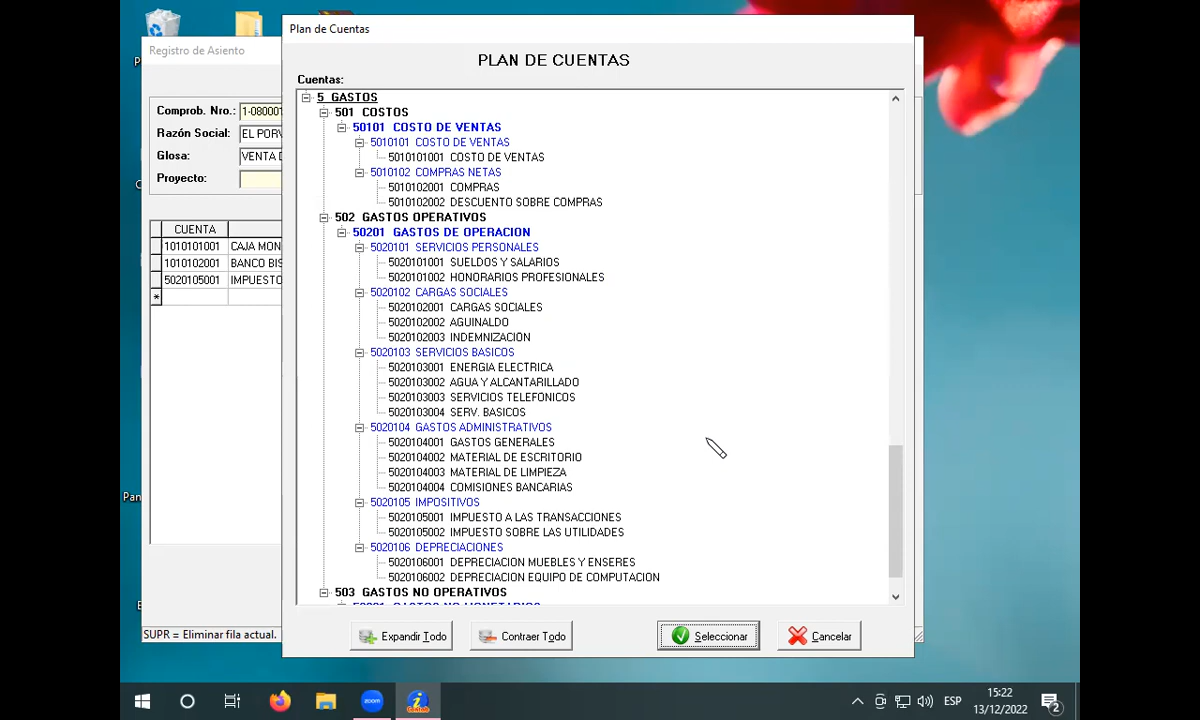 Plan de Cuentas
Registro de Asiento
PLAN DE CUENTAS
Cuentas:
Comprob. Nro.: 1-080001
Razón Social: EL PORV
Glosa: VENTA D
Proyecto:
CUENTA
1010101001 CAJA MON
1010102001 BANCO BIS
5020105001 IMPUESTO
*
5 GASTOS
501 COSTOS
50101 COSTO DE VENTAS
5010101 COSTO DE VENTAS
5010101001 COSTO DE VENTAS
5010102 COMPRAS NETAS
5010102001 COMPRAS
5010102002 DESCUENTO SOBRE COMPRAS
502 GASTOS OPERATIVOS
50201 GASTOS DE OPERACION
5020101 SERVICIOS PERSONALES
5020101001 SUELDOS Y SALARIOS
5020101002 HONORARIOS PROFESIONALES
5020102 CARGAS SOCIALES
5020102001 CARGAS SOCIALES
5020102002 AGUINALDO
5020102003 INDEMNIZACION
5020103 SERVICIOS BASICOS
5020103001 ENERGIA ELECTRICA
5020103002 AGUA Y ALCANTARILLADO
5020103003 SERVICIOS TELEFONICOS
5020103004 SERV. BASICOS
5020104 GASTOS ADMINISTRATIVOS
5020104001 GASTOS GENERALES
5020104002 MATERIAL DE ESCRITORIO
5020104003 MATERIAL DE LIMPIEZA
5020104004 COMISIONES BANCARIAS
5020105 IMPOSITIVOS
5020105001 IMPUESTO A LAS TRANSACCIONES
5020105002 IMPUESTO SOBRE LAS UTILIDADES
5020106 DEPRECIACIONES
5020106001 DEPRECIACION MUEBLES Y ENSERES
5020106002 DEPRECIACION EQUIPO DE COMPUTACION
503 GASTOS NO OPERATIVOS
Expandir Todo
Contraer Todo
Seleccionar
Cancelar
SUPR = Eliminar fila actual.
Pan
zoom
ESP
15:22
13/12/2022
2